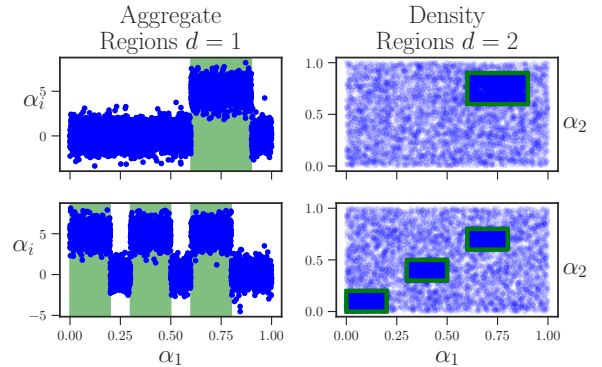 Aggregate
Regions d = 1
Density
Regions d = 2
α_i
5
0
1.0
0.5
0.0
α_2
α_i
5
0
−5
1.0
0.5
0.0
α_2
0.00 0.25 0.50 0.75 1.00
0.00 0.25 0.50 0.75 1.00
α_1
α_1